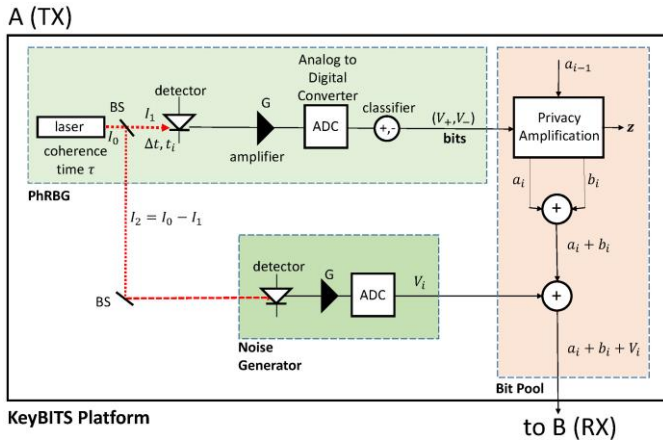 A (TX)
Analog to
Digital
Converter
detector
classifier
BS
I₁
G
laser
I₀
ADC
+,-
(V₊,V₋)
bits
coherence
time τ
Δt, tᵢ
amplifier
PhRBG
aᵢ₋₁
Privacy
Amplification
z
aᵢ
bᵢ
+
aᵢ + bᵢ
I₂ = I₀ − I₁
detector
G
BS
ADC
Vᵢ
+
Noise
Generator
aᵢ + bᵢ + Vᵢ
Bit Pool
KeyBITS Platform
to B (RX)